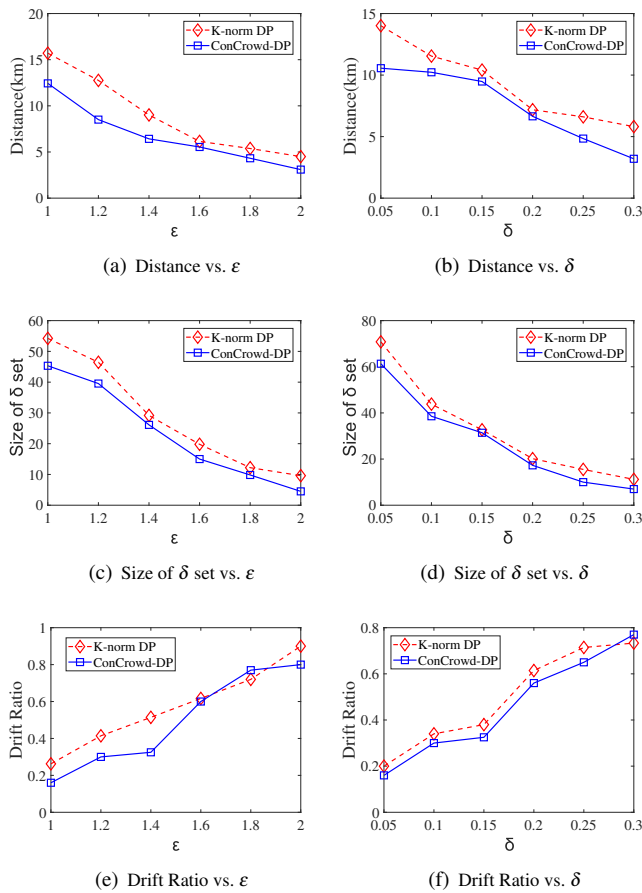 20
15
10
5
0
Distance(km)
K-norm DP
ConCrowd-DP
1 1.2 1.4 1.6 1.8 2
ε
(a) Distance vs. ε
15
10
5
0
Distance(km)
K-norm DP
ConCrowd-DP
0.05 0.1 0.15 0.2 0.25 0.3
δ
(b) Distance vs. δ
60
50
40
30
20
10
0
Size of δ set
K-norm DP
ConCrowd-DP
1 1.2 1.4 1.6 1.8 2
ε
(c) Size of δ set vs. ε
80
60
40
20
0
Size of δ set
K-norm DP
ConCrowd-DP
0.05 0.1 0.15 0.2 0.25 0.3
δ
(d) Size of δ set vs. δ
1
0.8
0.6
0.4
0.2
0
Drift Ratio
K-norm DP
ConCrowd-DP
1 1.2 1.4 1.6 1.8 2
ε
(e) Drift Ratio vs. ε
0.8
0.6
0.4
0.2
0
Drift Ratio
K-norm DP
ConCrowd-DP
0.05 0.1 0.15 0.2 0.25 0.3
δ
(f) Drift Ratio vs. δ